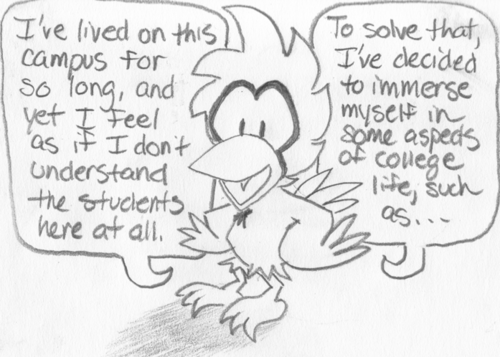 I've lived on this
campus for
so long, and
yet I feel
as if I don't
understand
the students
here at all.
To solve that,
I've decided
to immerse
myself in
some aspects
of college
life, such
as...